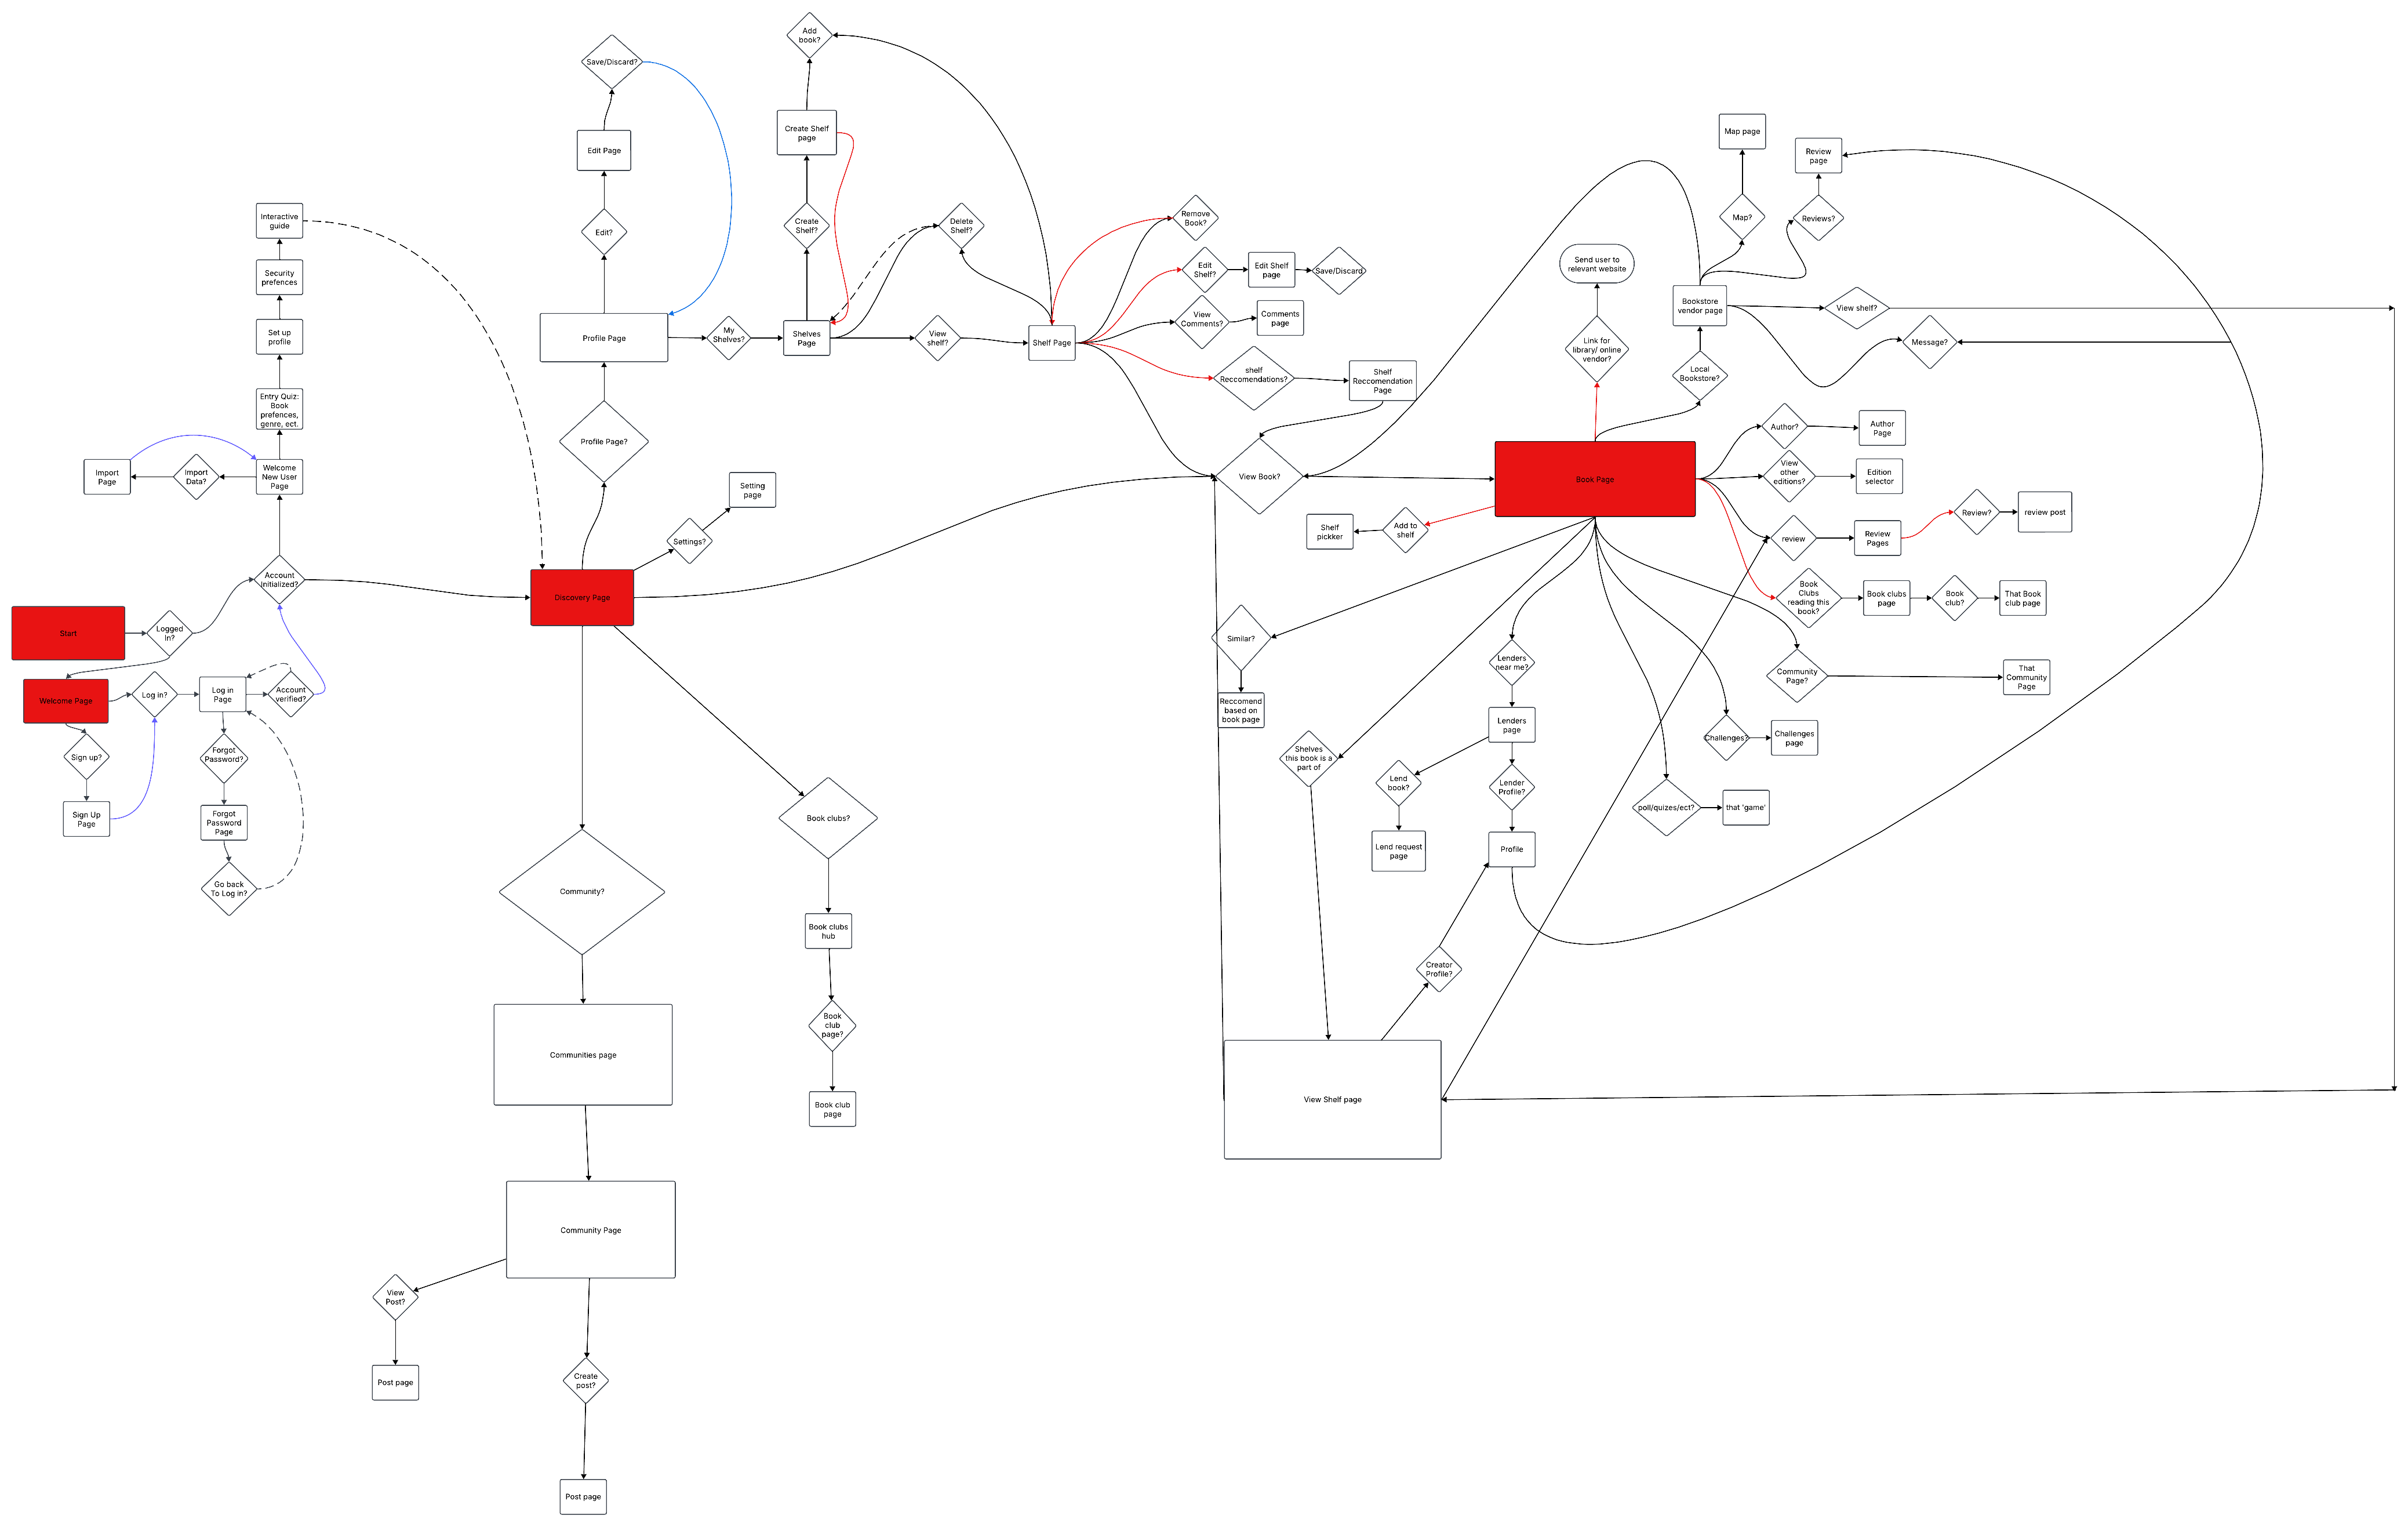 Add
book?
Save/Discard?
Create Shelf
page
Map page
Edit Page
Review
page
Interactive
guide
Remove
Book?
Map?
Reviews?
Create
Shelf?
Delete
Shelf?
Edit?
Security
prefences
Send user to
relevant website
Edit
Shelf?
Edit Shelf
page
Save/Discard
Bookstore
vendor page
View shelf?
View
Comments?
Comments
page
Set up
profile
Profile Page
My
Shelves?
Shelves
Page
View
shelf?
Shelf Page
Link for
library/ online
vendor?
Message?
Local
Bookstore?
shelf
Reccomendations?
Shelf
Reccomendation
Page
Entry Quiz:
Book
prefences,
genre, ect.
Profile Page?
Author?
Author
Page
Import
Page
Import
Data?
Welcome
New User
Page
View Book?
Book Page
View
other
editions?
Edition
selector
Setting
page
Settings?
Shelf
pickker
Add to
shelf
review
Review
Pages
Review?
review post
Account
Initialized?
Discovery Page
Book
Clubs
reading this
book?
Book clubs
page
Book
club?
That Book
club page
Start
Logged
In?
Similar?
Lenders
near me?
Community
Page?
That
Community
Page
Welcome Page
Log in?
Log in
Page
Account
verified?
Reccomend
based on
book page
Lenders
page
Challenges?
Challenges
page
Sign up?
Forgot
Password?
Shelves
this book is a
part of
Lend
book?
Lender
Profile?
poll/quizes/ect?
that 'game'
Sign Up
Page
Forgot
Password
Page
Book clubs?
Lend request
page
Profile
Go back
To Log in?
Community?
Book clubs
hub
Creator
Profile?
Book
club
page?
Communities page
View Shelf page
Book club
page
Community Page
View
Post?
Post page
Create
post?
Post page